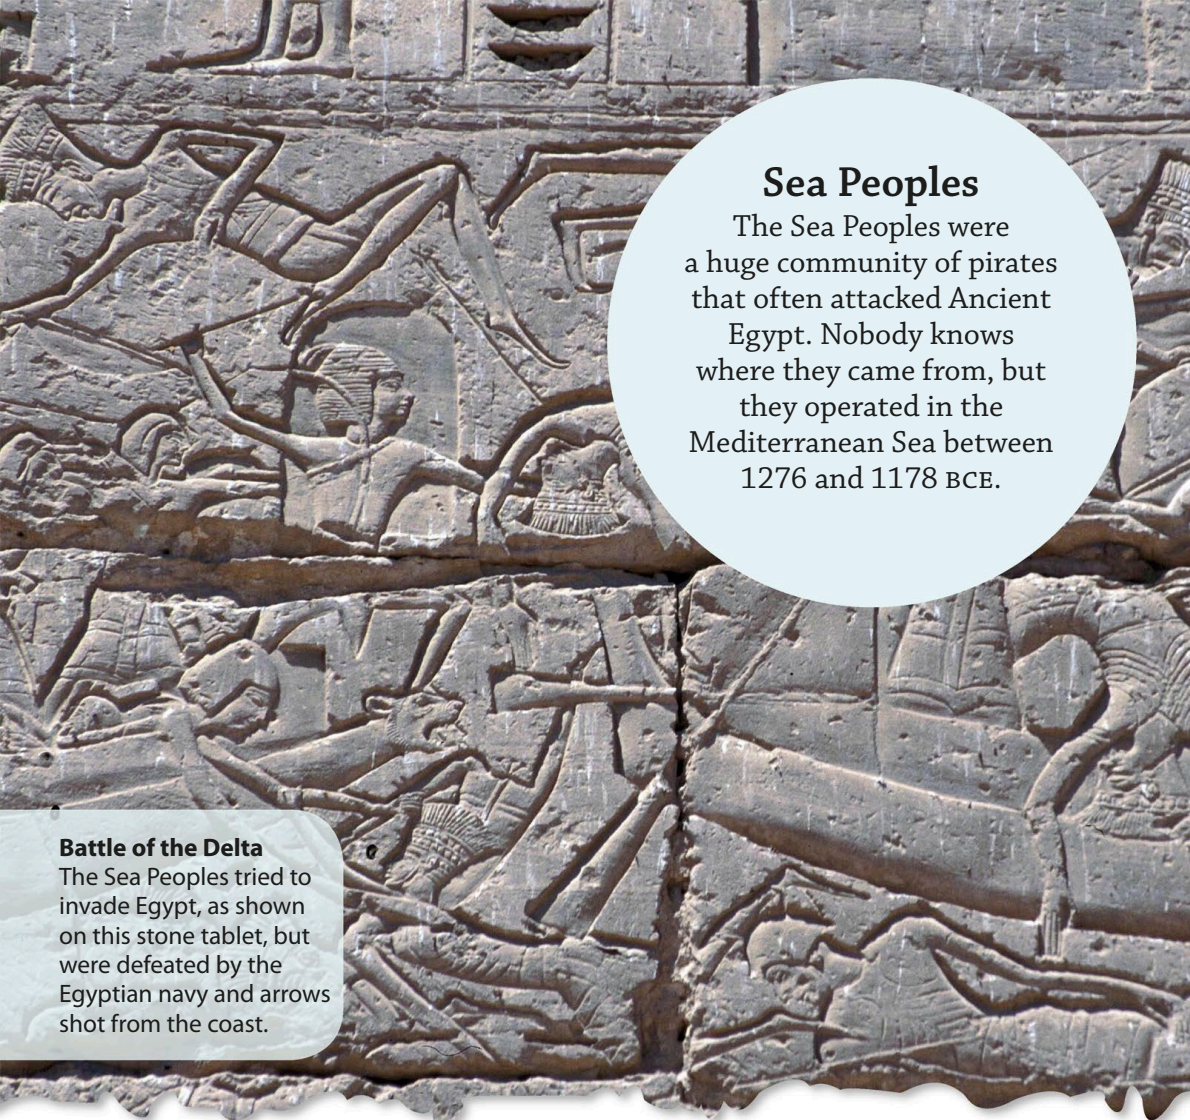 Sea Peoples
The Sea Peoples were
a huge community of pirates
that often attacked Ancient
Egypt. Nobody knows
where they came from, but
they operated in the
Mediterranean Sea between
1276 and 1178 BCE.
Battle of the Delta
The Sea Peoples tried to
invade Egypt, as shown
on this stone tablet, but
were defeated by the
Egyptian navy and arrows
shot from the coast.